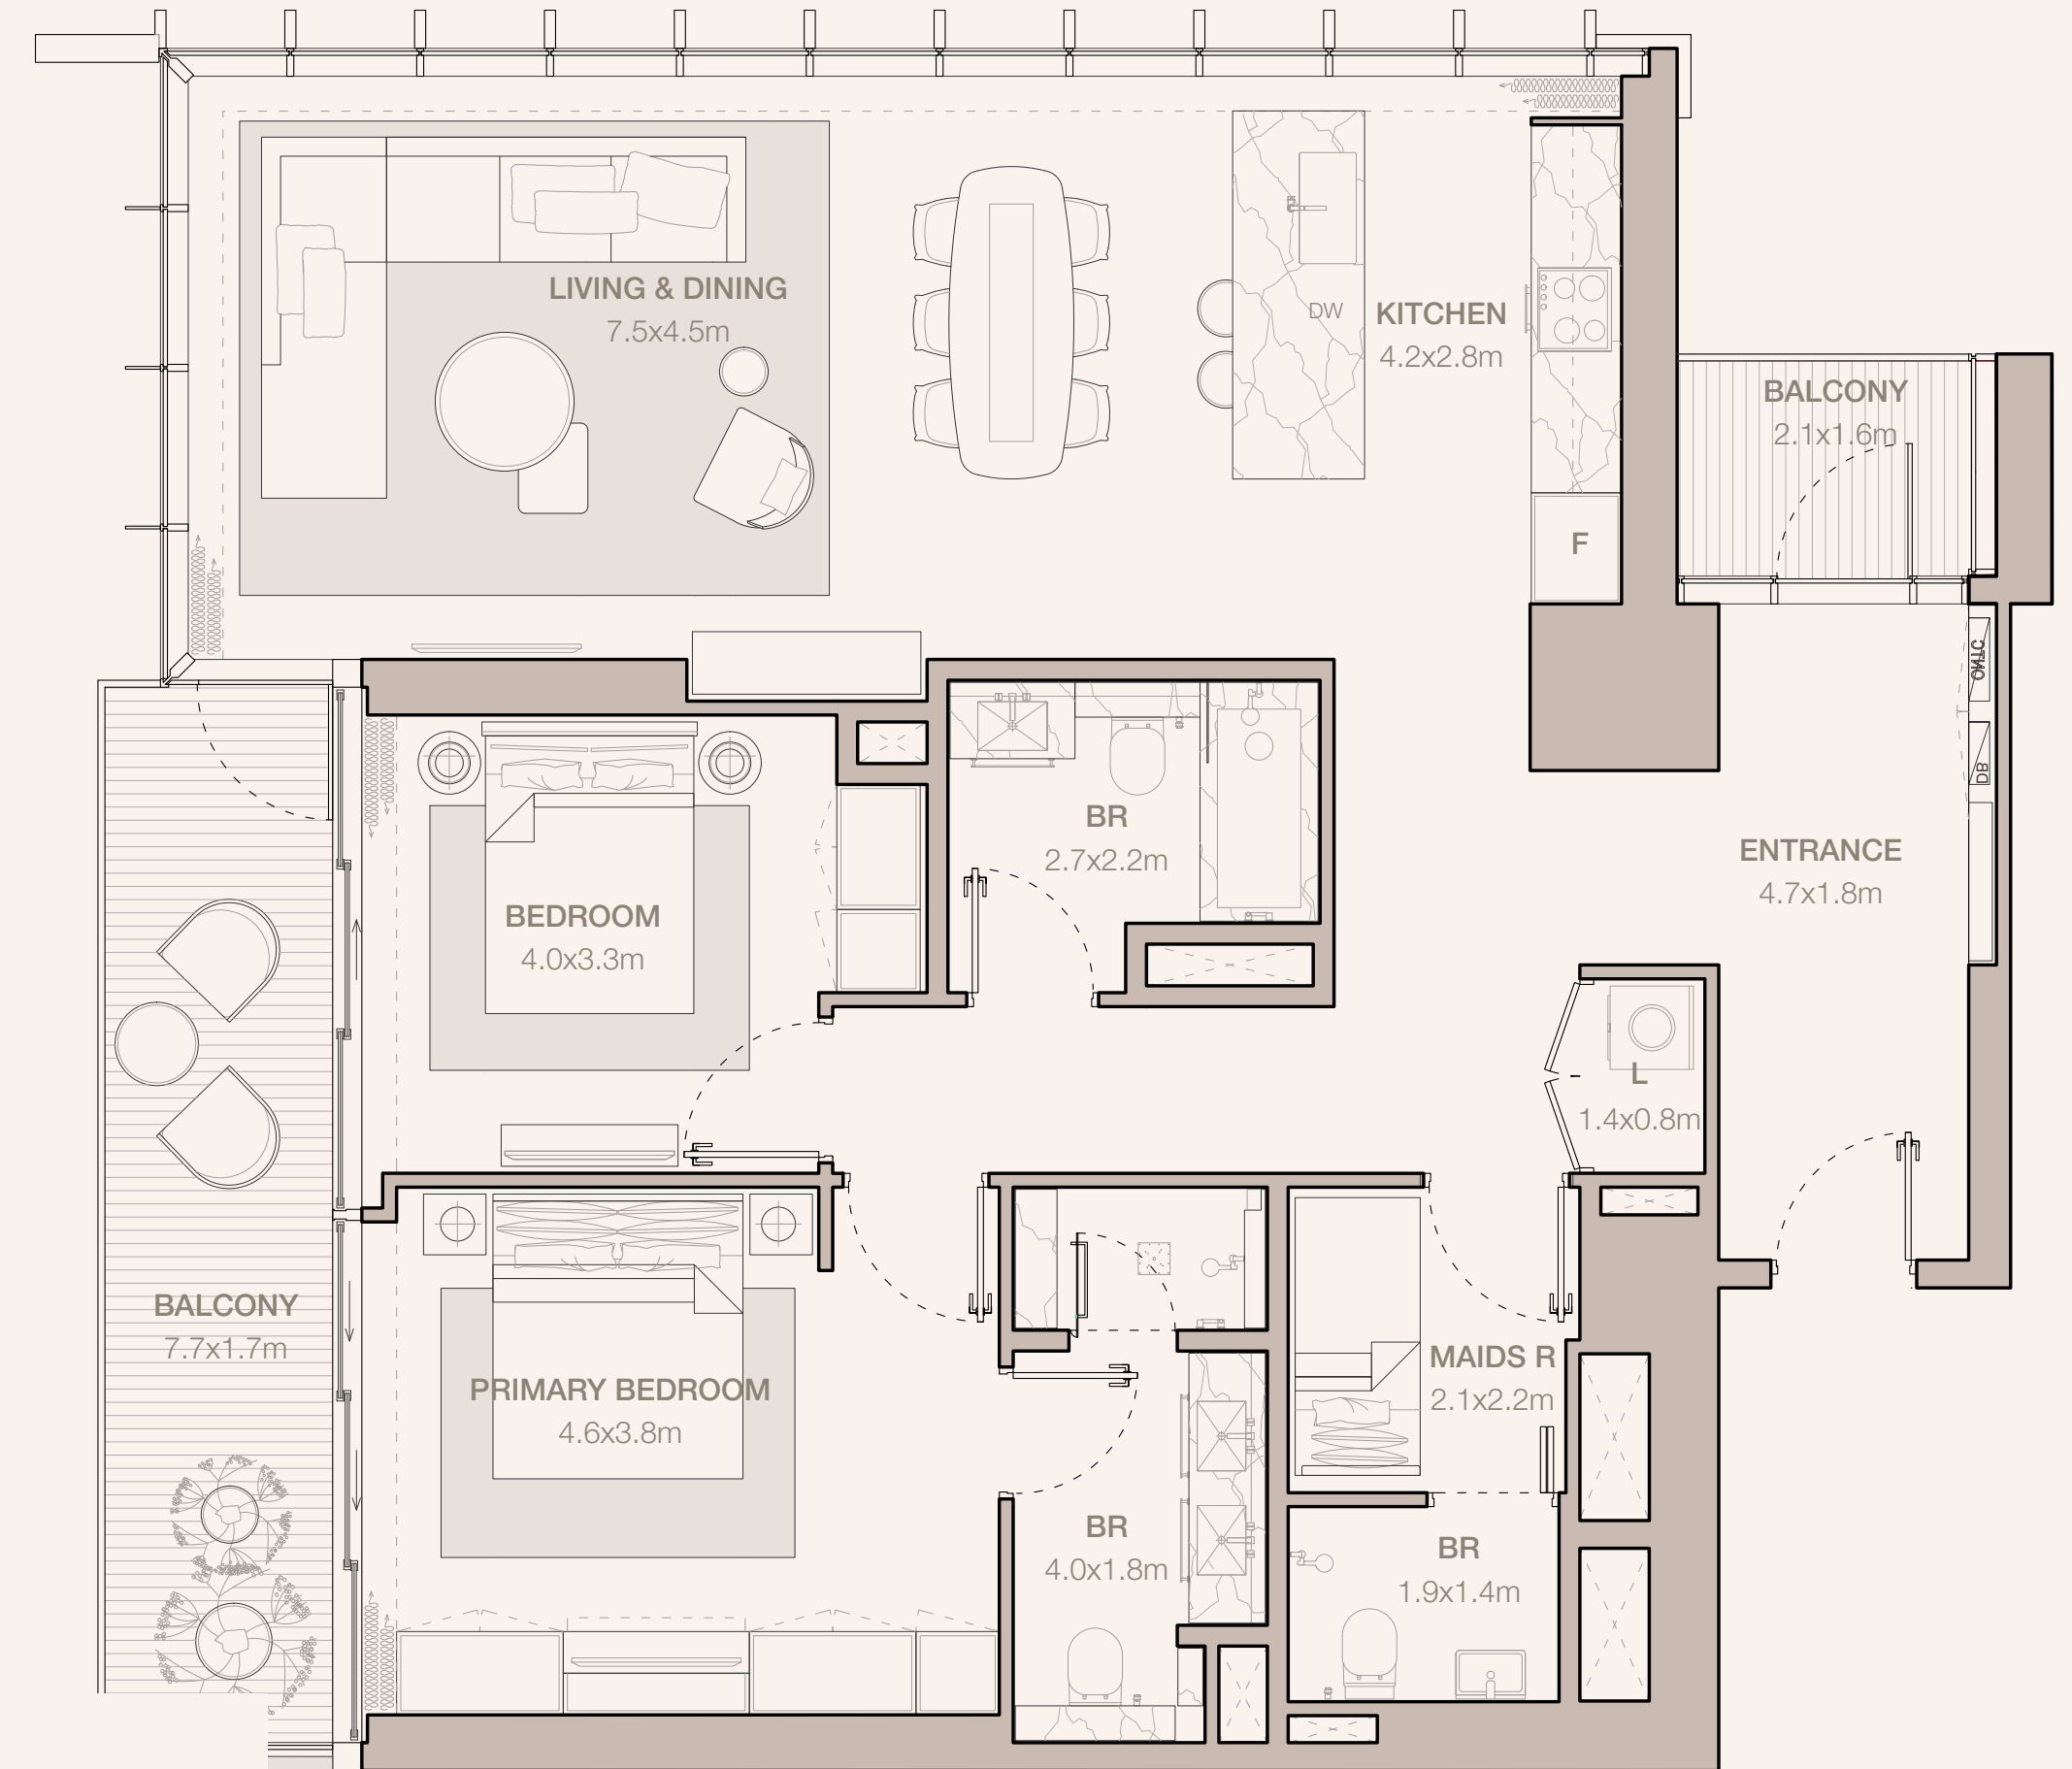 LIVING & DINING
7.5x4.5m
DW
KITCHEN
4.2x2.8m
BALCONY
2.1x1.6m
F
DB
BR
2.7x2.2m
ENTRANCE
4.7x1.8m
BEDROOM
4.0x3.3m
L
1.4x0.8m
BALCONY
7.7x1.7m
PRIMARY BEDROOM
4.6x3.8m
MAIDS R
2.1x2.2m
BR
4.0x1.8m
BR
1.9x1.4m